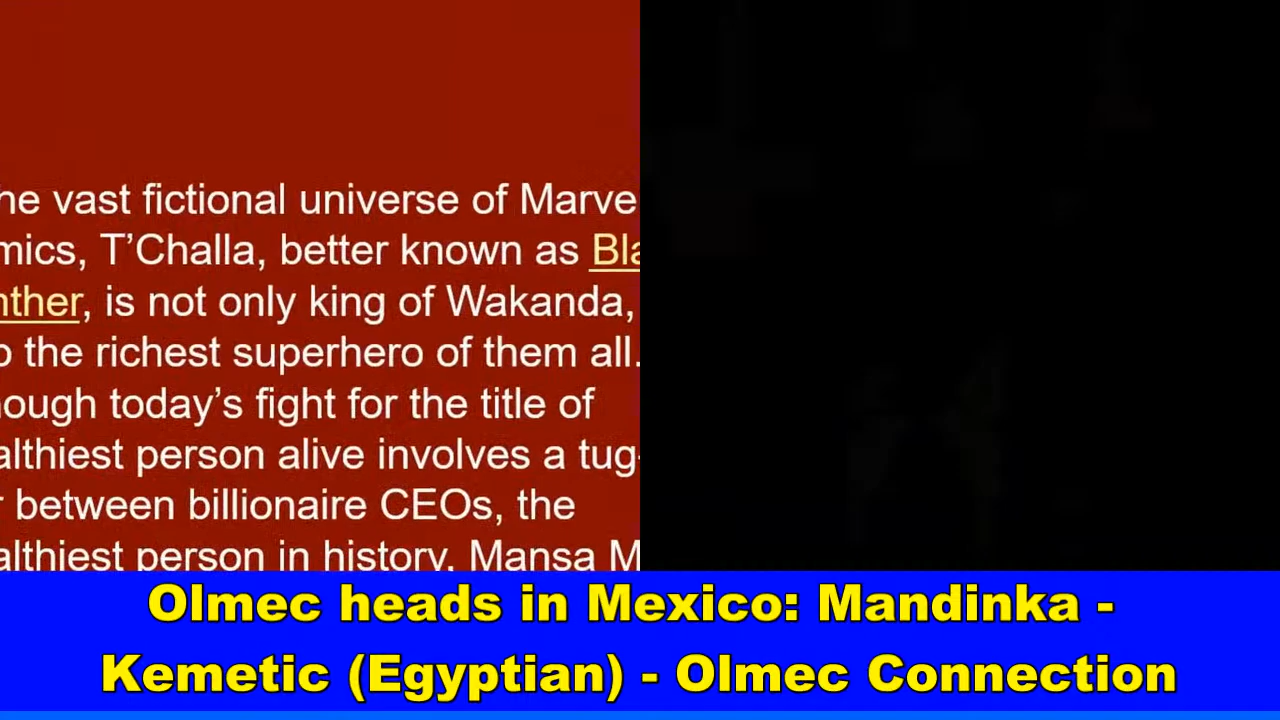 he vast fictional universe of Marve
mics, T’Challa, better known as Bla
nther, is not only king of Wakanda,
o the richest superhero of them all.
nough today’s fight for the title of
althiest person alive involves a tug-
r between billionaire CEOs, the
althiest person in history, Mansa M
Olmec heads in Mexico: Mandinka -
Kemetic (Egyptian) - Olmec Connection